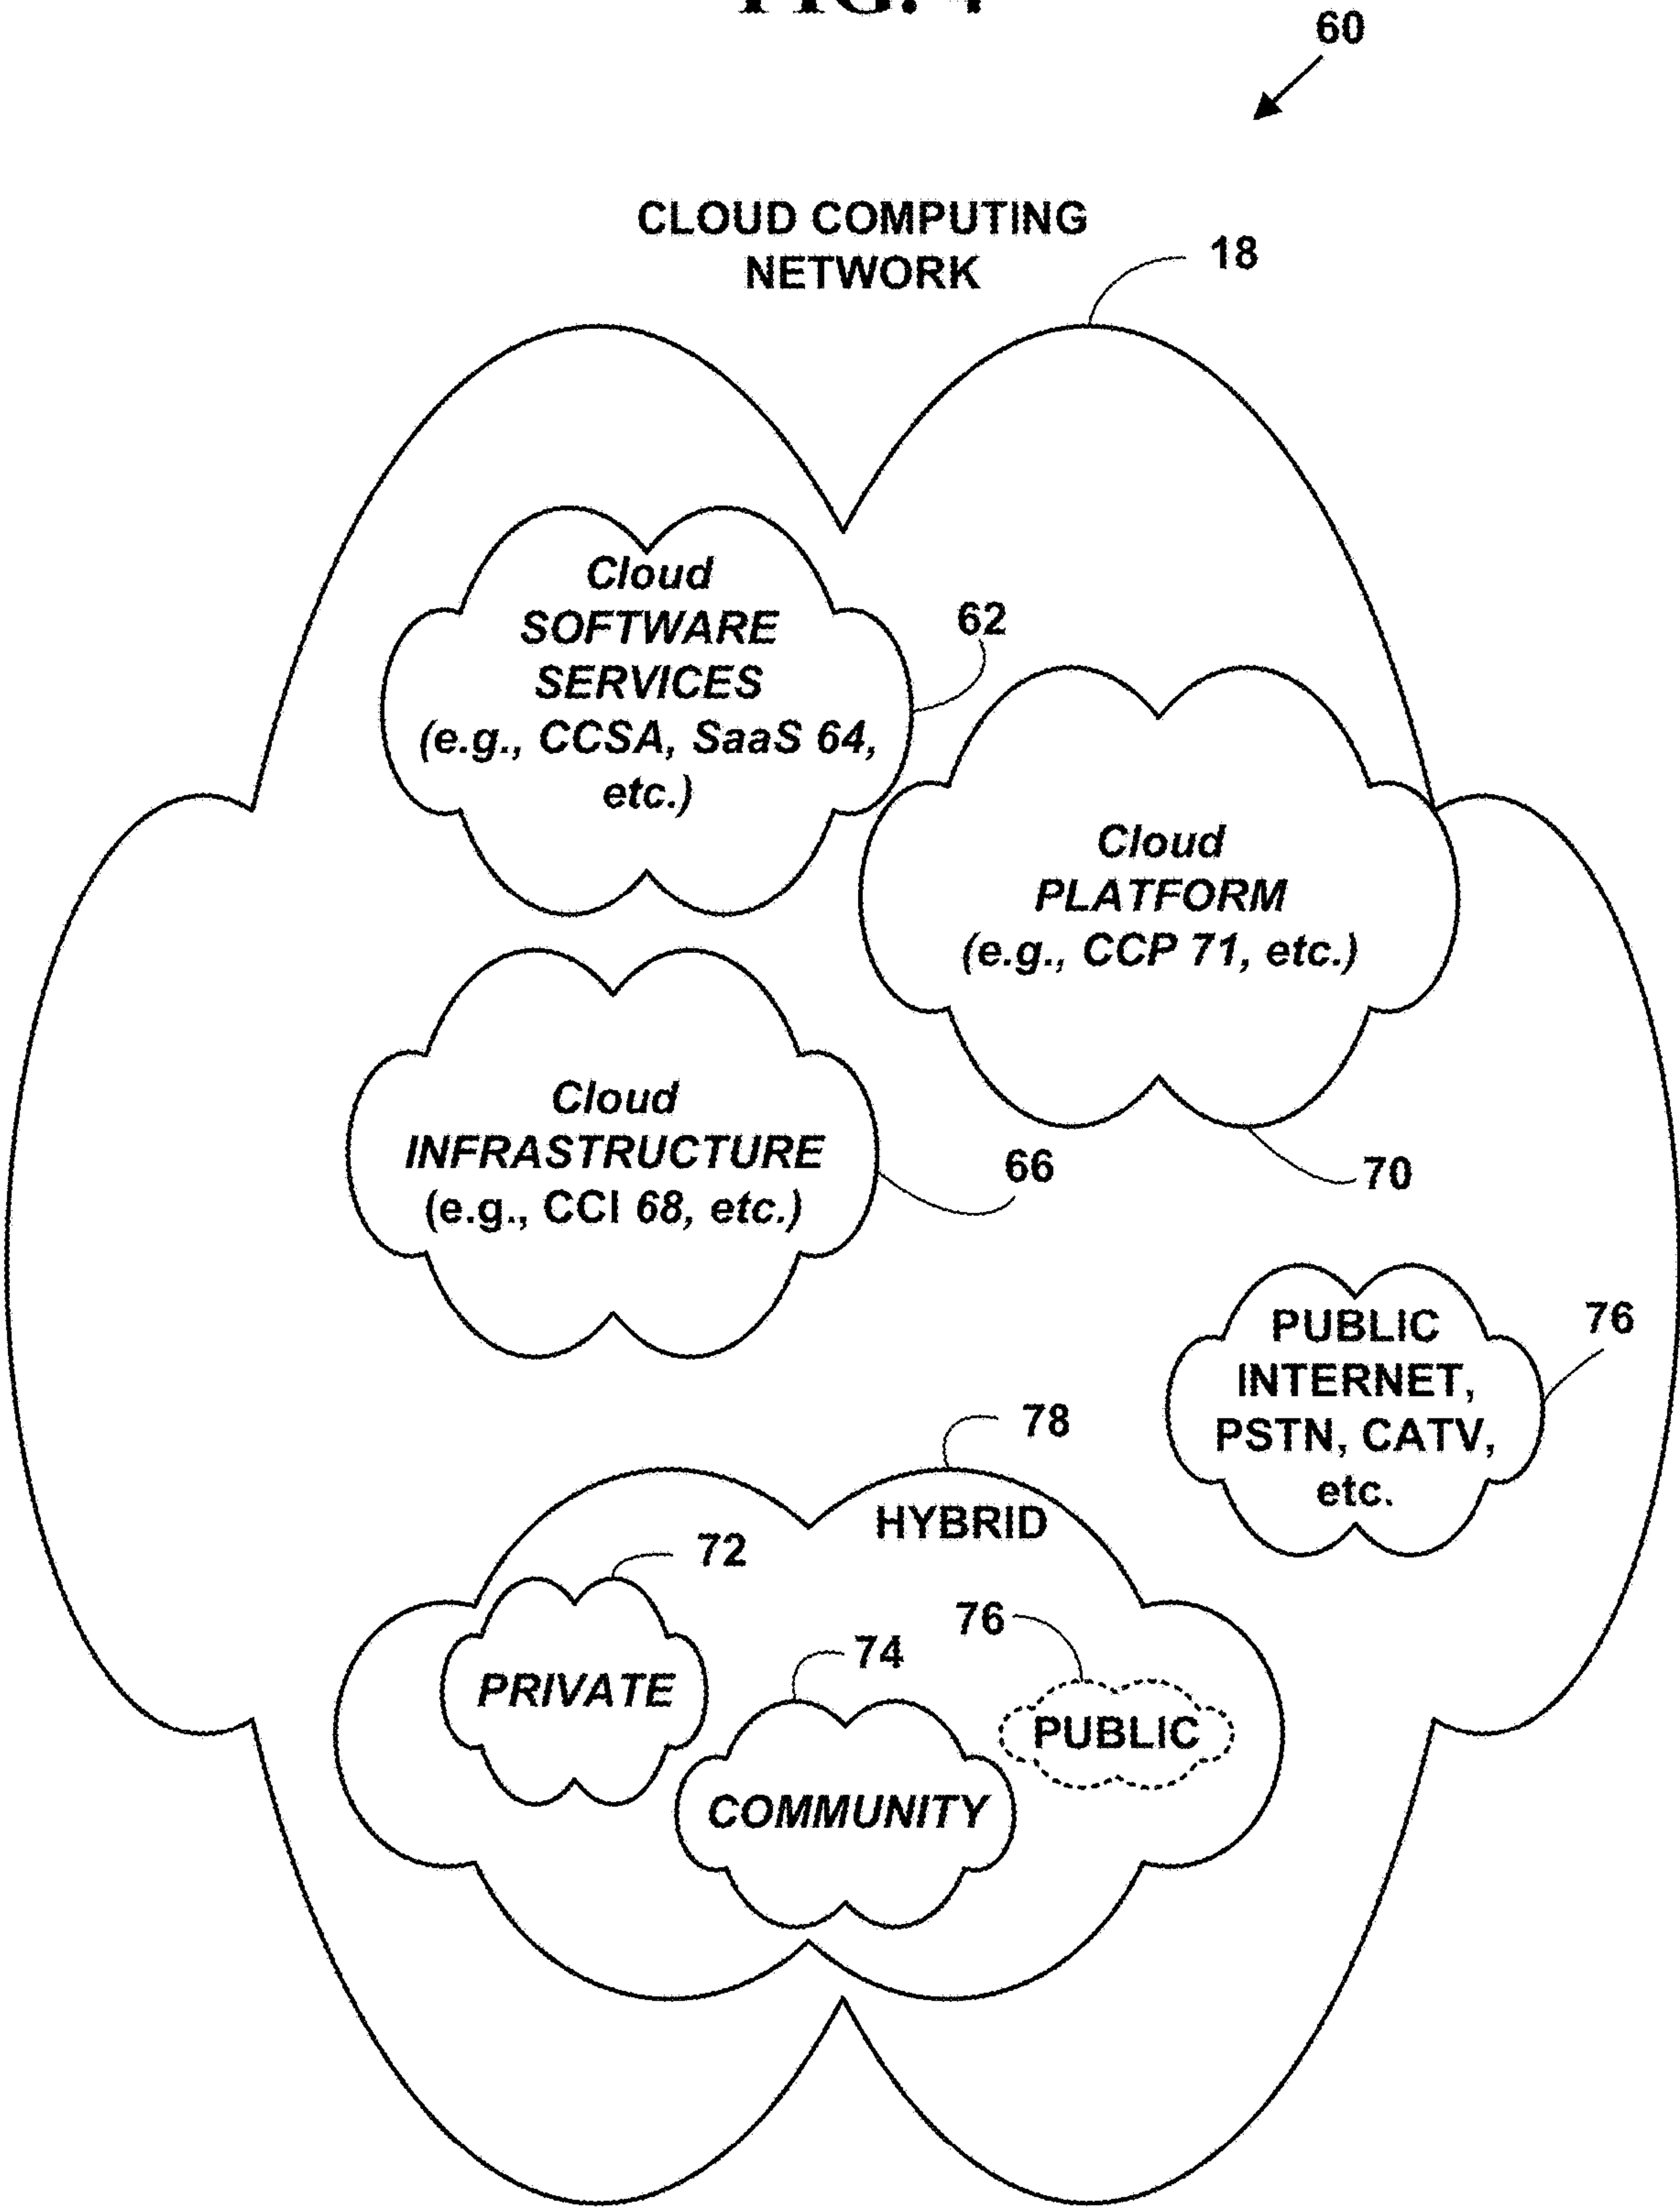 FIG. 4
60
CLOUD COMPUTING
NETWORK
18
Cloud
SOFTWARE
SERVICES
(e.g., CCSA, SaaS 64,
etc.)
62
Cloud
PLATFORM
(e.g., CCP 71, etc.)
70
Cloud
INFRASTRUCTURE
(e.g., CCI 68, etc.)
66
PUBLIC
INTERNET,
PSTN, CATV,
etc.
76
78
HYBRID
72
PRIVATE
74
COMMUNITY
76
PUBLIC